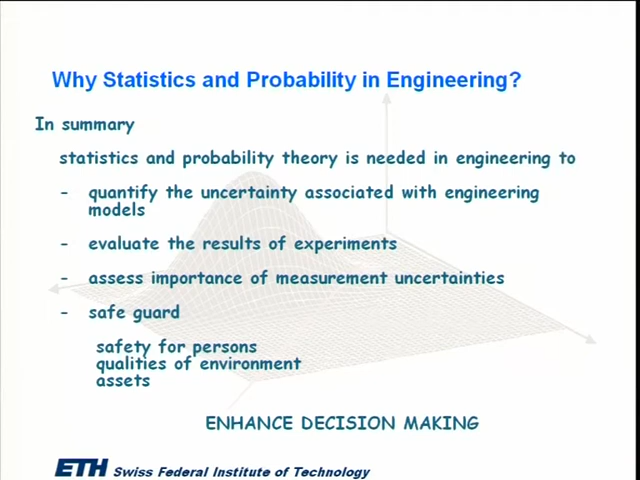 Why Statistics and Probability in Engineering?
In summary
statistics and probability theory is needed in engineering to
- quantify the uncertainty associated with engineering
models
- evaluate the results of experiments
- assess importance of measurement uncertainties
- safe guard
safety for persons
qualities of environment
assets
ENHANCE DECISION MAKING
ETH Swiss Federal Institute of Technology